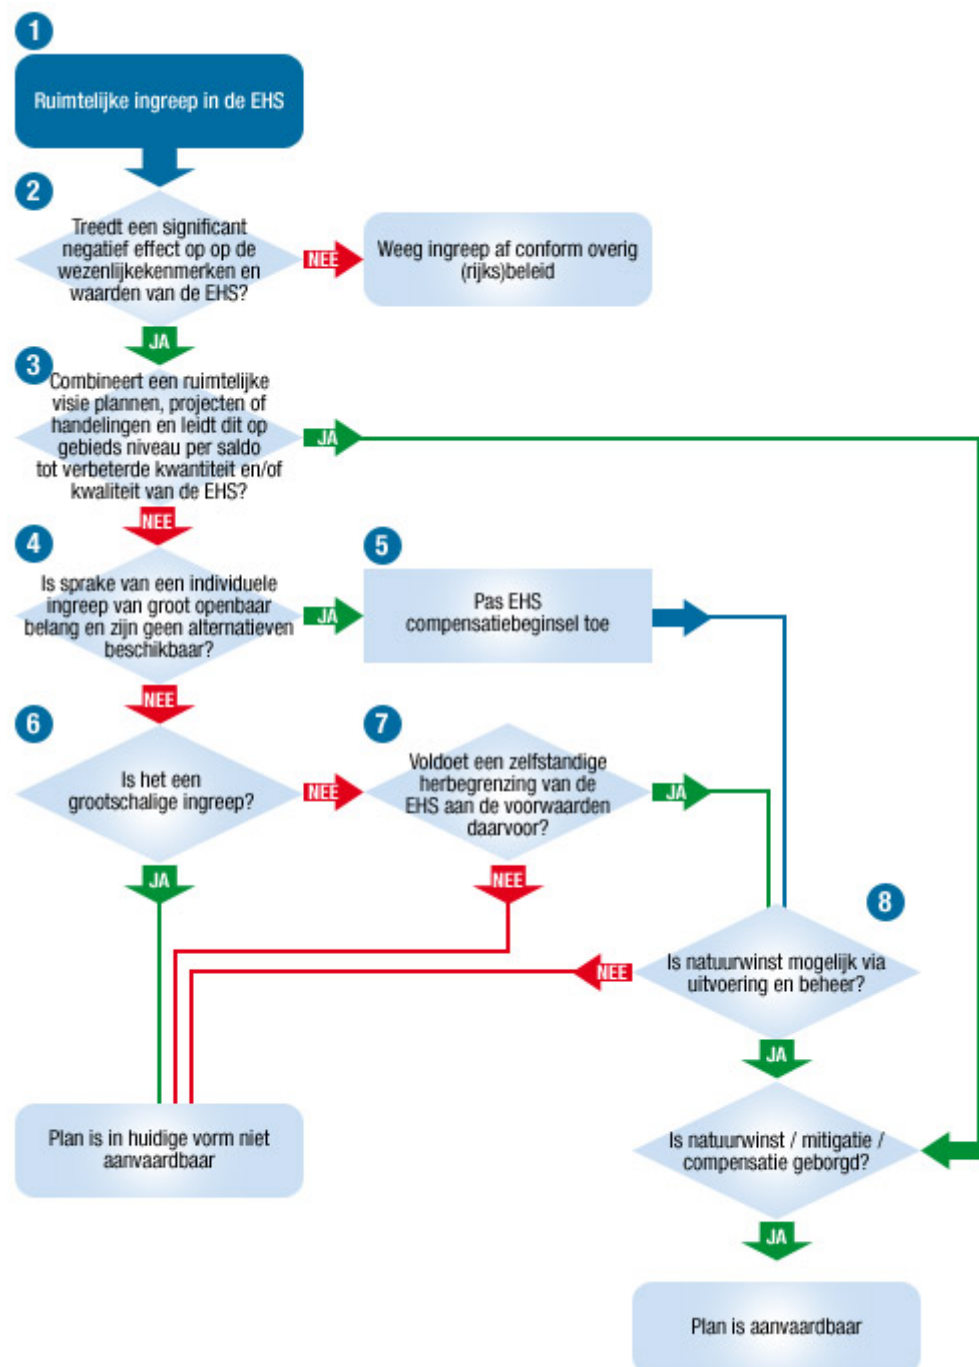 1
Ruimtelijke ingreep in de EHS
2
Treedt een significant
negatief effect op op de
wezenlijkekenmerken en
waarden van de EHS?
NEE
Weeg ingreep af conform overig
(rijks)beleid
JA
3
Combineert een ruimtelijke
visie plannen, projecten of
handelingen en leidt dit op
gebieds niveau per saldo
tot verbeterde kwantiteit en/of
kwaliteit van de EHS?
JA
NEE
4
Is sprake van een individuele
ingreep van groot openbaar
belang en zijn geen alternatieven
beschikbaar?
JA
5
Pas EHS
compensatiebeginsel toe
NEE
6
Is het een
grootschalige ingreep?
NEE
7
Voldoet een zelfstandige
herbegrenzing van de
EHS aan de voorwaarden
daarvoor?
JA
JA
NEE
8
Is natuurwinst mogelijk via
uitvoering en beheer?
NEE
JA
Plan is in huidige vorm niet
aanvaardbaar
Is natuurwinst / mitigatie /
compensatie geborgd?
JA
Plan is aanvaardbaar